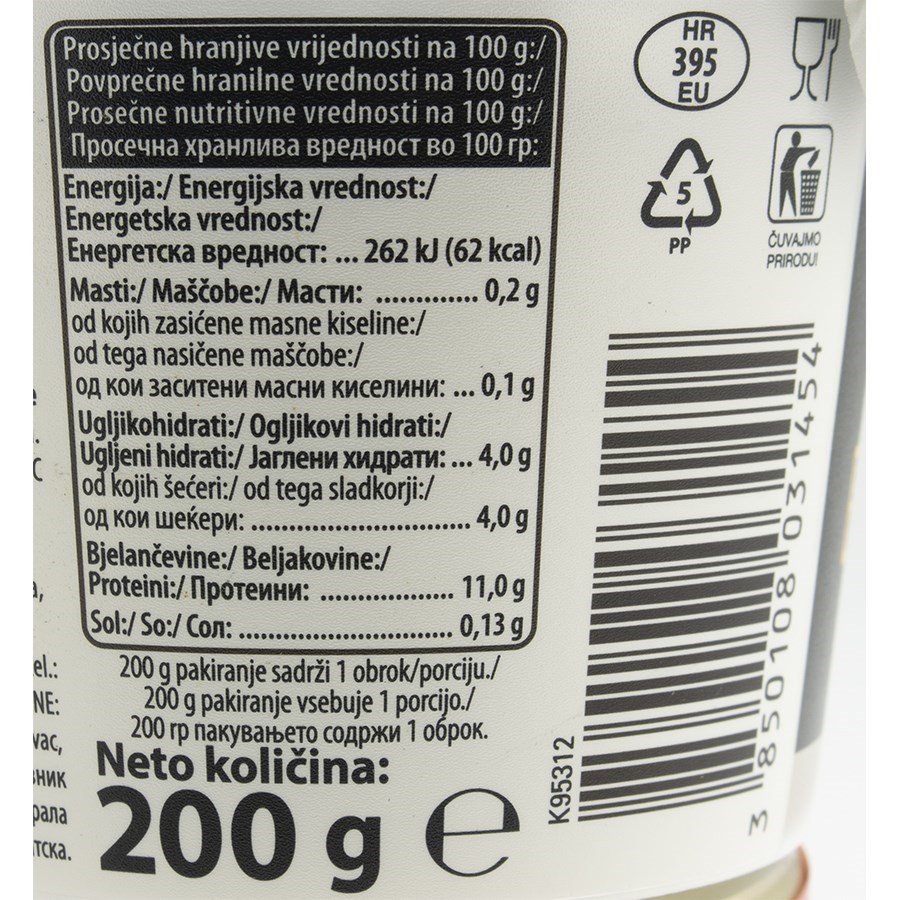 Prosječne hranjive vrijednosti na 100 g:/
Povprečne hranilne vrednosti na 100 g:/
Prosečne nutritivne vrednosti na 100 g:/
Просечна хранлива вредност во 100 гр:
Energija:/ Energijska vrednost:/
Energetska vrednost:/
Енергетска вредност: ... 262 kJ (62 kcal)
Masti:/ Maščobe:/ Масти: .............. 0,2 g
od kojih zasićene masne kiseline:/
od tega nasičene maščobe:/
од кои заситени масни киселини: ... 0,1 g
Ugljikohidrati:/ Ogljikovi hidrati:/
Ugljeni hidrati:/ Јаглени хидрати: ... 4,0 g
od kojih šećeri:/ od tega sladkorji:/
од кои шеќери: .............................. 4,0 g
Bjelančevine:/ Beljakovine:/
Proteini:/ Протеини: .................. 11,0 g
Sol:/ So:/ Сол: ............................. 0,13 g
200 g pakiranje sadrži 1 obrok/porciju./
200 g pakiranje vsebuje 1 porcijo./
200 гр пакувањето содржи 1 оброк.
Neto količina:
200 g e
HR
395
EU
5
PP
ČUVAJMO
PRIRODU!
3 850108 031454
K95312
el.:
NE: